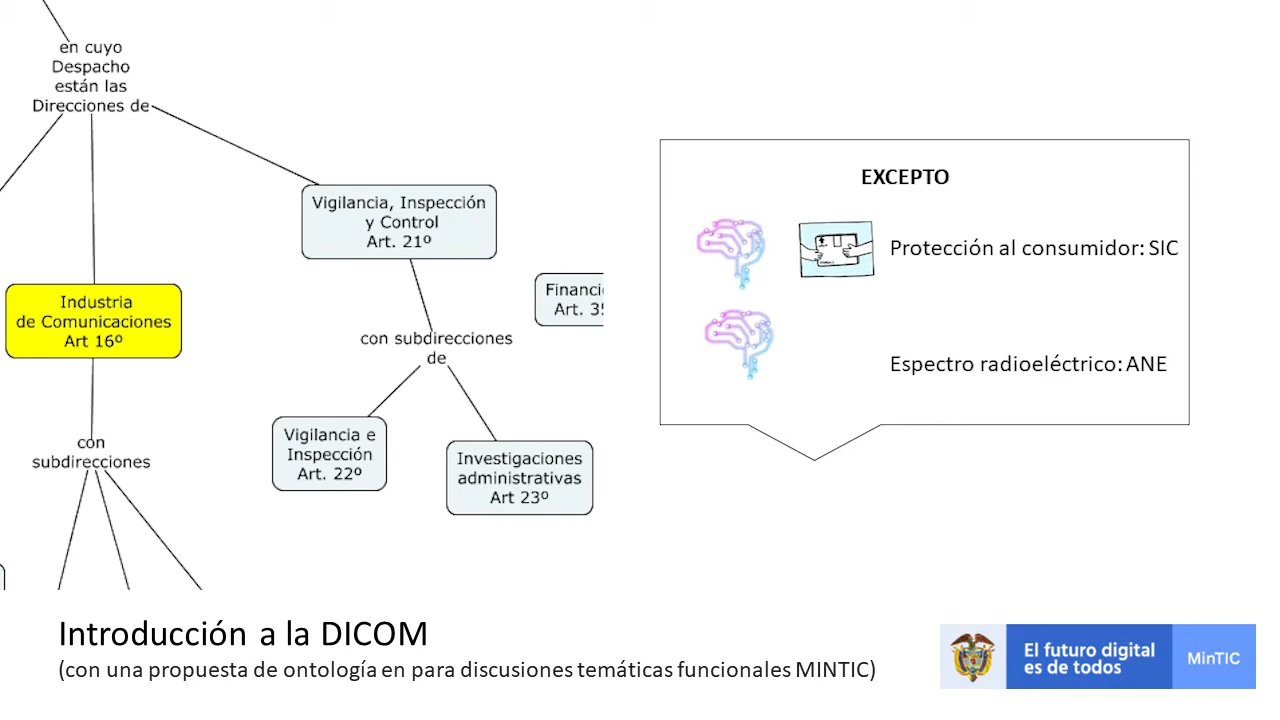 en cuyo
Despacho
están las
Direcciones de
Vigilancia, Inspección
y Control
Art. 21º
Industria
de Comunicaciones
Art 16º
con subdirecciones
de
con
subdirecciones
Vigilancia e
Inspección
Art. 22º
Investigaciones
administrativas
Art 23º
EXCEPTO
Protección al consumidor: SIC
Espectro radioeléctrico: ANE
Introducción a la DICOM
(con una propuesta de ontología en para discusiones temáticas funcionales MINTIC)
El futuro digital
es de todos
MinTIC